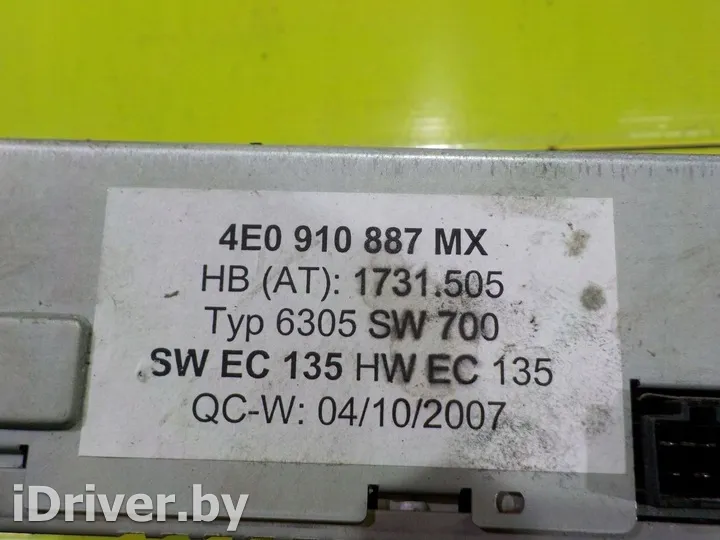 4E0 910 887 MX
HB (AT): 1731.505
Typ 6305 SW 700
SW EC 135 HW EC 135
QC-W: 04/10/2007
iDriver.by